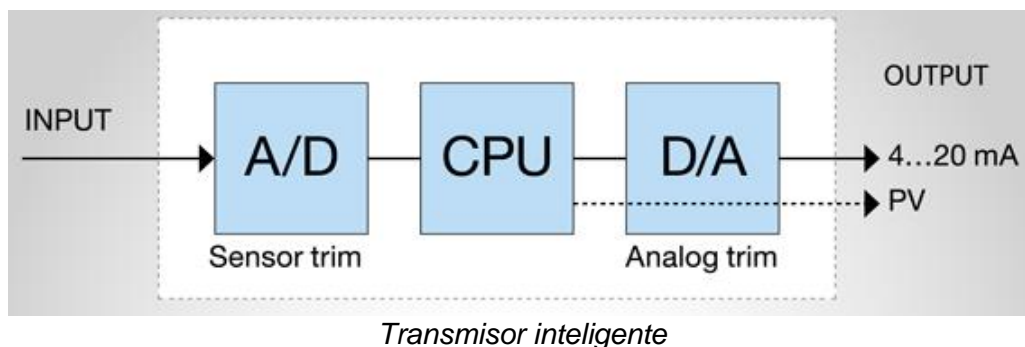 OUTPUT
INPUT
A/D
CPU
D/A
4...20 mA
PV
Sensor trim
Analog trim
Transmisor inteligente